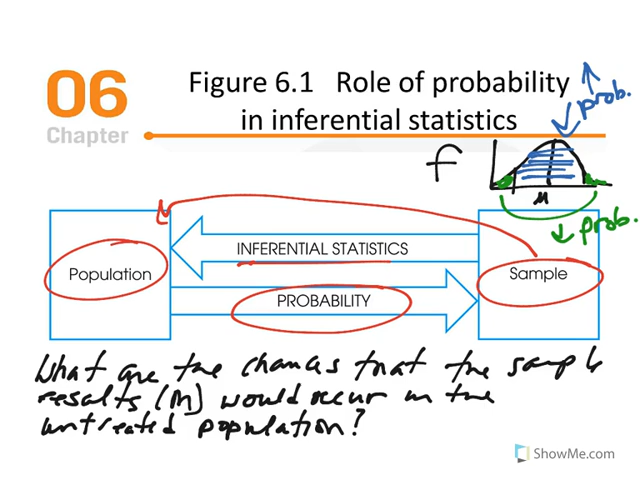 06
Chapter
Figure 6.1 Role of probability
in inferential statistics
↑ prob.
f
μ
↓ prob.
INFERENTIAL STATISTICS
Population
Sample
PROBABILITY
What are the chances that the sample
results (M) would occur in the
untreated population?
ShowMe.com